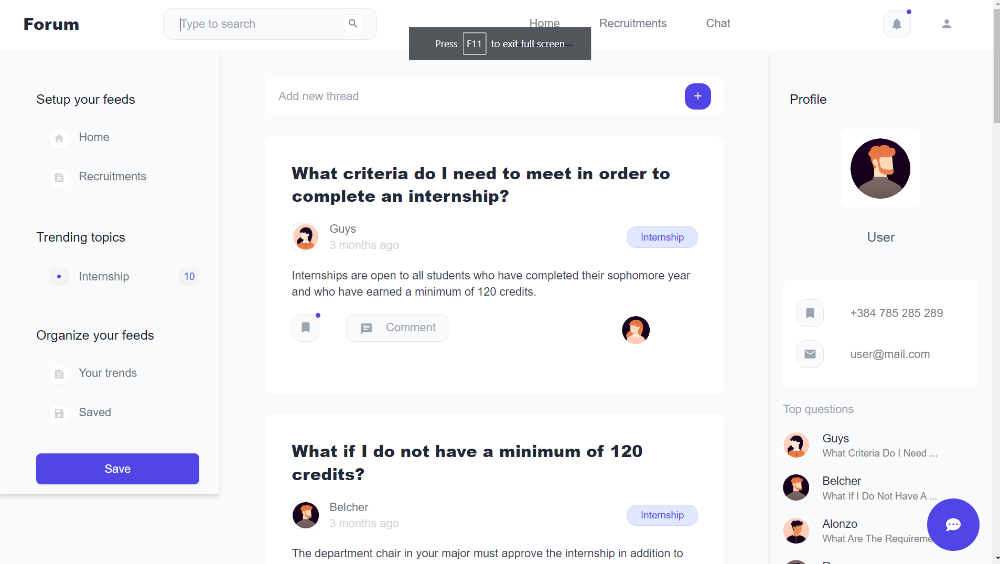 Forum
Type to search
Home
Recruitments
Chat
Press F11 to exit full screen
Setup your feeds
Home
Recruitments
Trending topics
Internship
10
Organize your feeds
Your trends
Saved
Save
Add new thread
+
What criteria do I need to meet in order to
complete an internship?
Guys
3 months ago
Internship
Internships are open to all students who have completed their sophomore year
and who have earned a minimum of 120 credits.
Comment
What if I do not have a minimum of 120
credits?
Belcher
3 months ago
Internship
The department chair in your major must approve the internship in addition to
Profile
User
+384 785 285 289
user@mail.com
Top questions
Guys
What Criteria Do I Need ...
Belcher
What If I Do Not Have A ...
Alonzo
What Are The Requireme